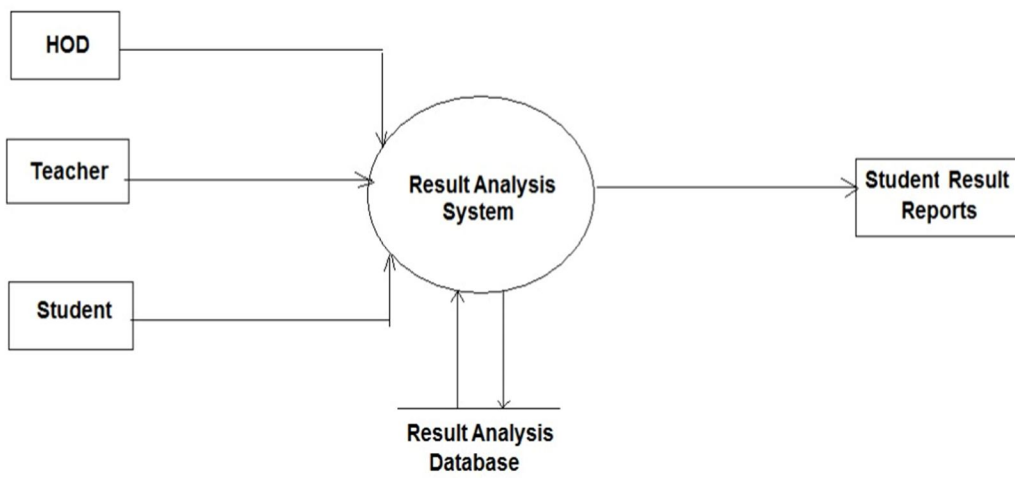 HOD
Teacher
Student
Result Analysis
System
Student Result
Reports
Result Analysis
Database